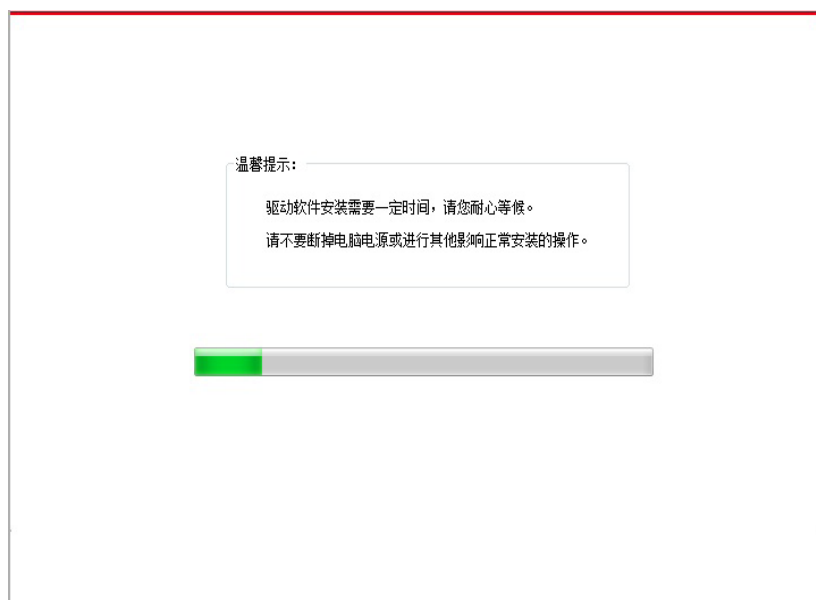 温馨提示：
驱动软件安装需要一定时间，请您耐心等候。
请不要断掉电脑电源或进行其他影响正常安装的操作。